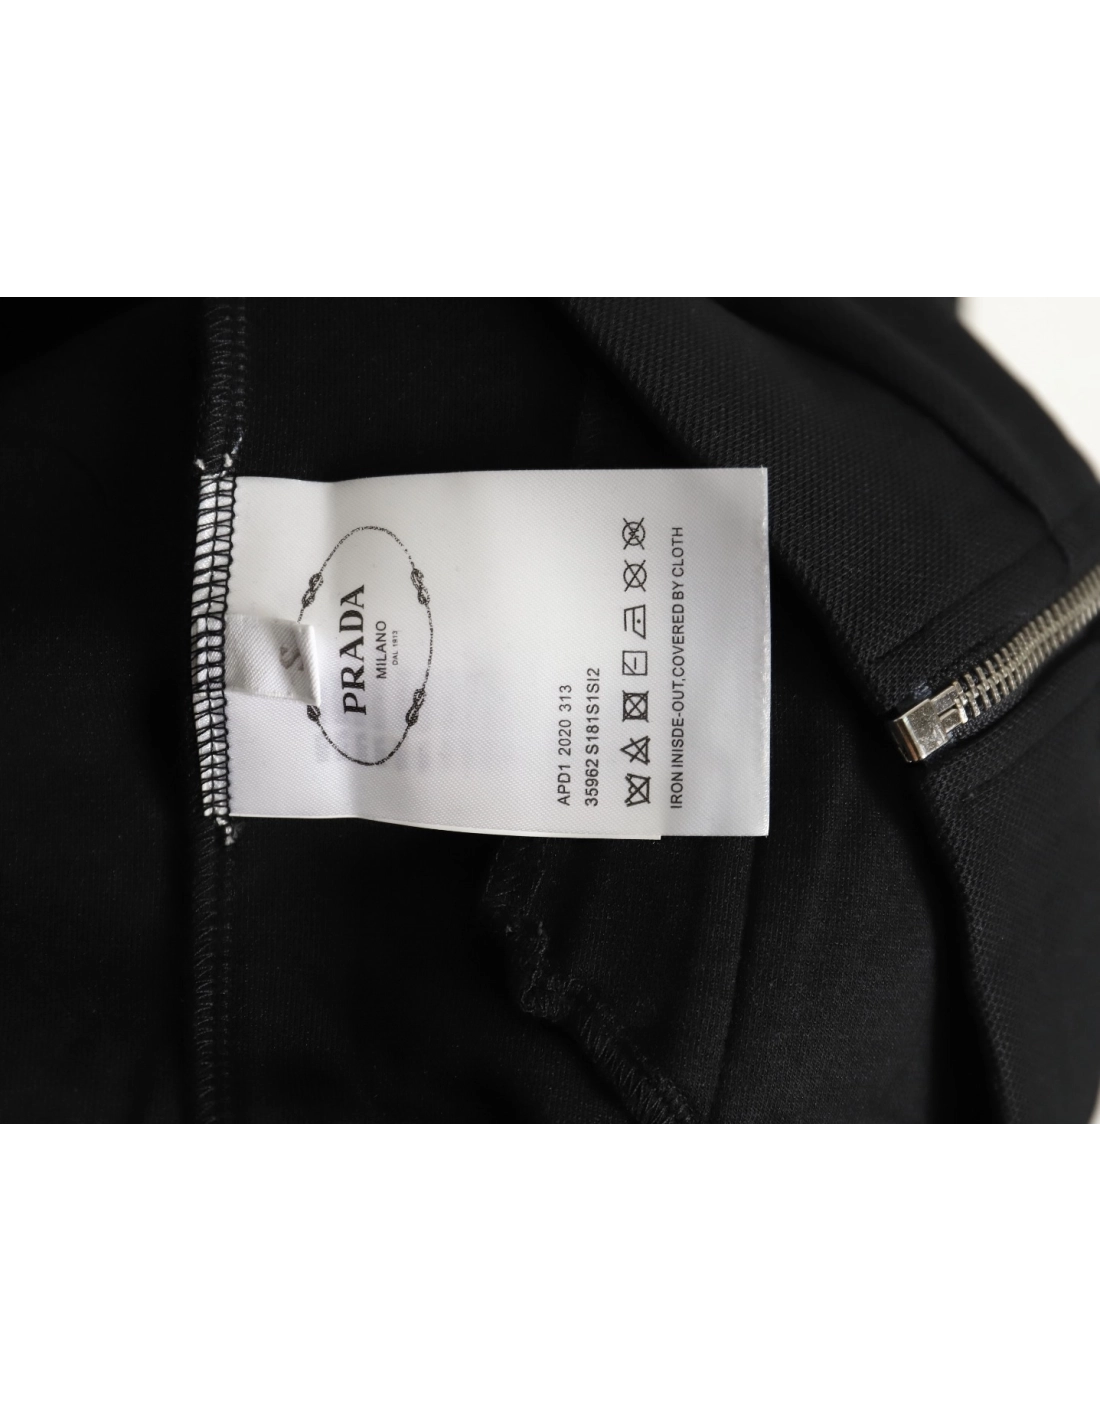 S
PRADA
MILANO
DAL 1913
APD1 2020 313
35962 S181S1SI2
IRON INISDE-OUT,COVERED BY CLOTH